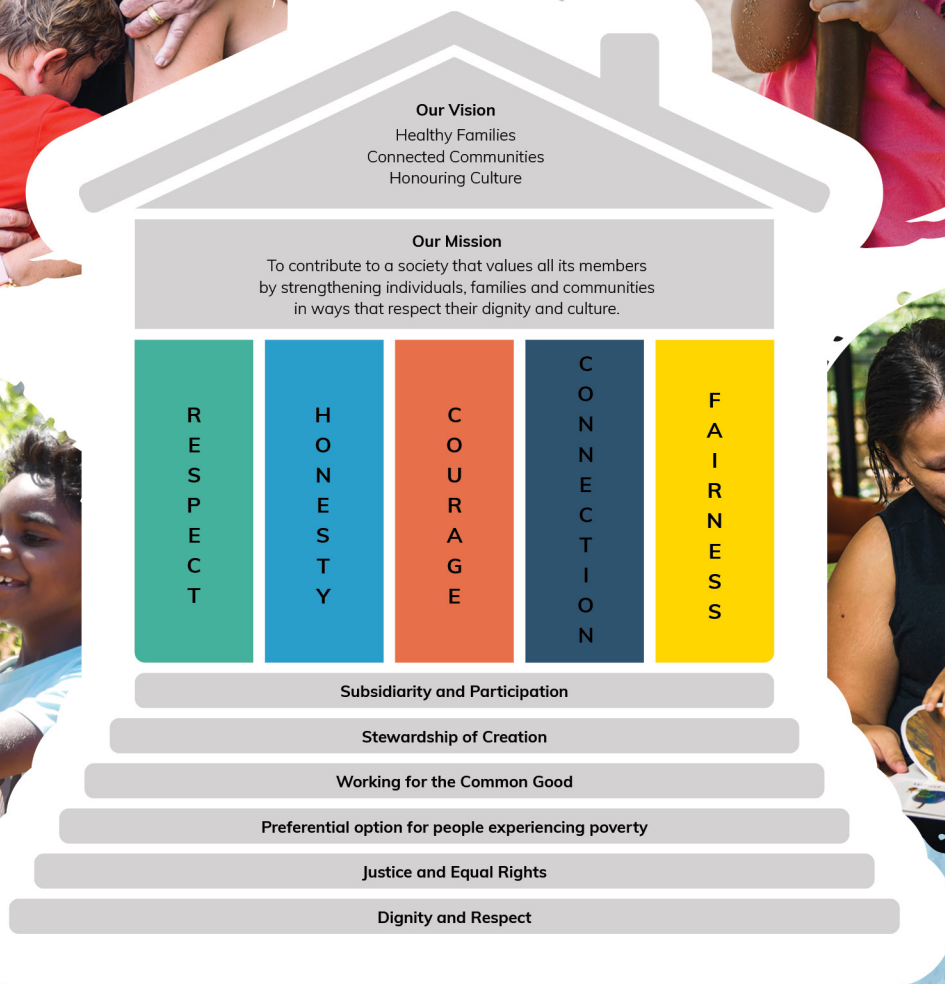 Our Vision
Healthy Families
Connected Communities
Honouring Culture
Our Mission
To contribute to a society that values all its members
by strengthening individuals, families and communities
in ways that respect their dignity and culture.
RESPECT
HONESTY
COURAGE
CONNECTION
FAIRNESS
Subsidiarity and Participation
Stewardship of Creation
Working for the Common Good
Preferential option for people experiencing poverty
Justice and Equal Rights
Dignity and Respect